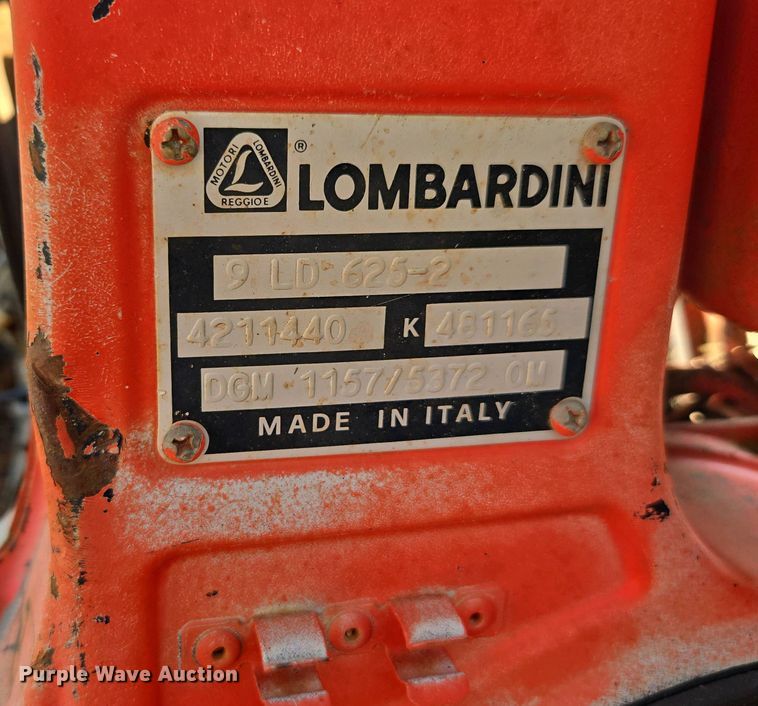 MOTORI LOMBARDINI
REGGIO E
®
LOMBARDINI
9 LD 625-2
4211440 K 481165
DGM 1157/5372 OM
MADE IN ITALY
Purple Wave Auction